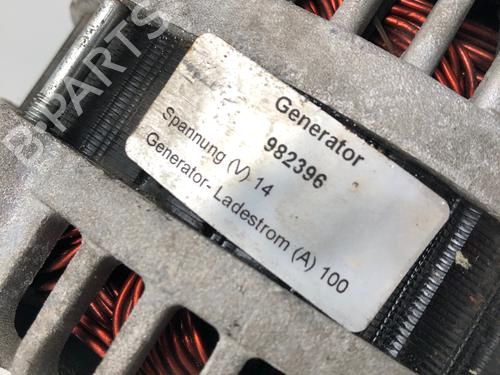 Generator
982396
Spannung (V) 14
Generator- Ladestrom (A) 100
B-PARTS